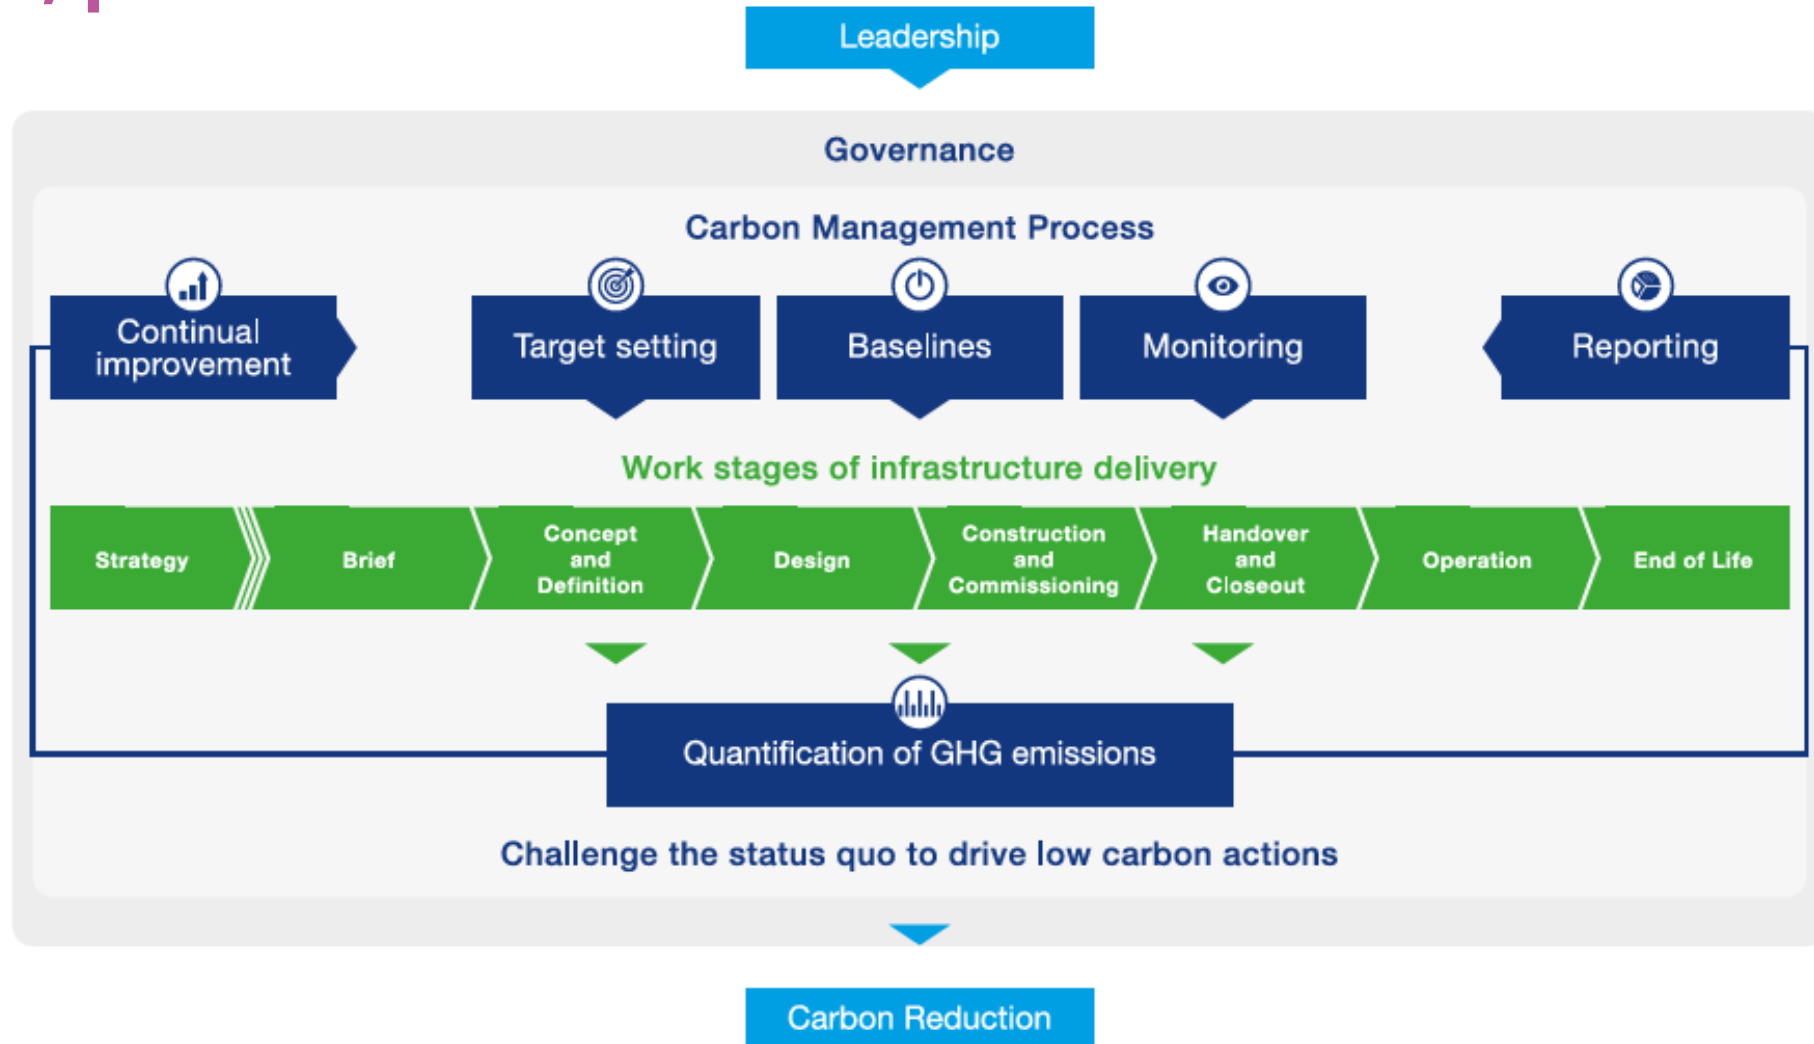 Leadership
Governance
Carbon Management Process
Continual
improvement
Target setting
Baselines
Monitoring
Reporting
Work stages of infrastructure delivery
Strategy
Brief
Concept
and
Definition
Design
Construction
and
Commissioning
Handover
and
Closeout
Operation
End of Life
Quantification of GHG emissions
Challenge the status quo to drive low carbon actions
Carbon Reduction